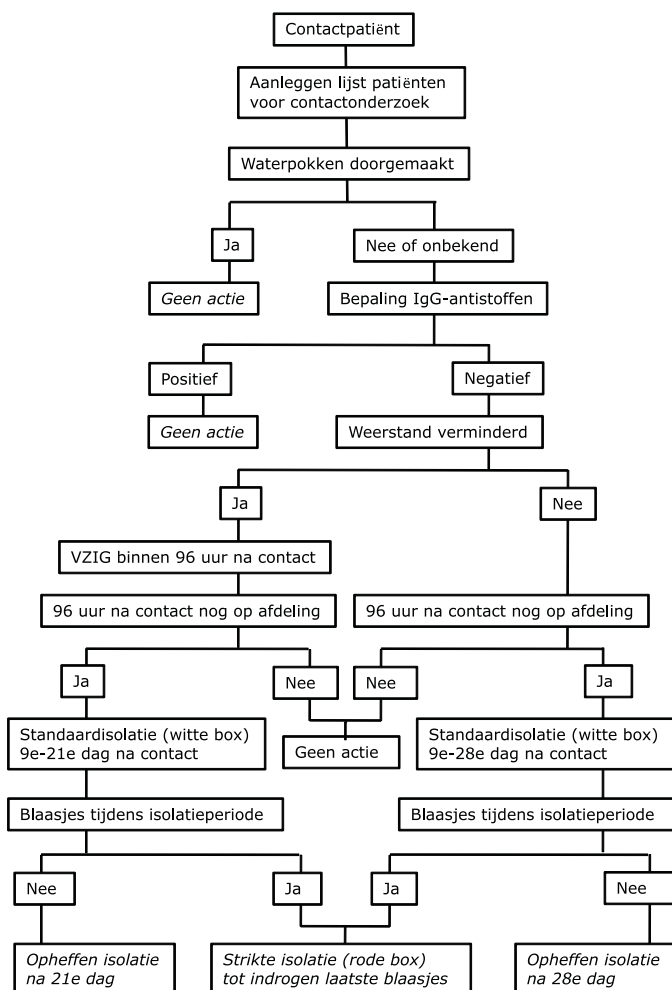 Contactpatiënt
Aanleggen lijst patiënten
voor contactonderzoek
Waterpokken doorgemaakt
Ja
Nee of onbekend
Geen actie
Bepaling IgG-antistoffen
Positief
Negatief
Geen actie
Weerstand verminderd
Ja
Nee
VZIG binnen 96 uur na contact
96 uur na contact nog op afdeling
96 uur na contact nog op afdeling
Ja
Nee
Nee
Ja
Standaardisolatie (witte box)
9e-21e dag na contact
Geen actie
Standaardisolatie (witte box)
9e-28e dag na contact
Blaasjes tijdens isolatieperiode
Blaasjes tijdens isolatieperiode
Nee
Ja
Ja
Nee
Opheffen isolatie
na 21e dag
Strikte isolatie (rode box)
tot indrogen laatste blaasjes
Opheffen isolatie
na 28e dag